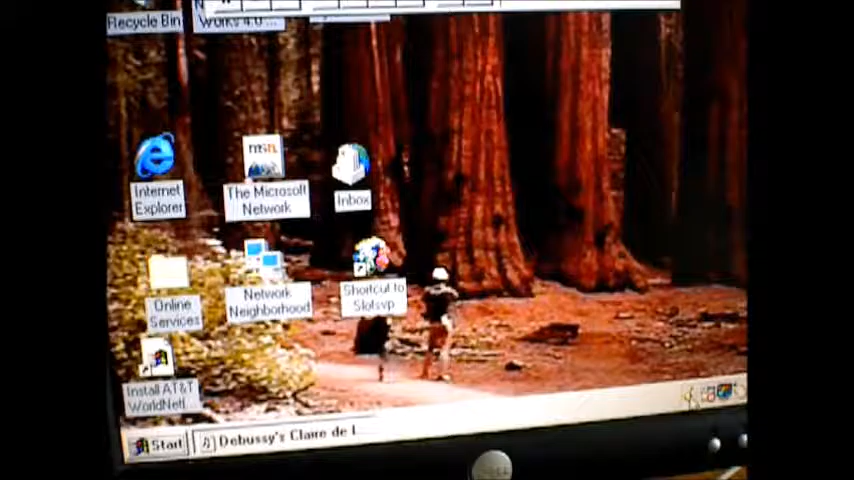 N
Recycle Bin
Works 4.0 ...
Internet
Explorer
msn
The Microsoft
Network
Inbox
Online
Services
Network
Neighborhood
Shortcut to
Slotsvp
Install AT&T
WorldNet
Start
Debussy's Claire de l...